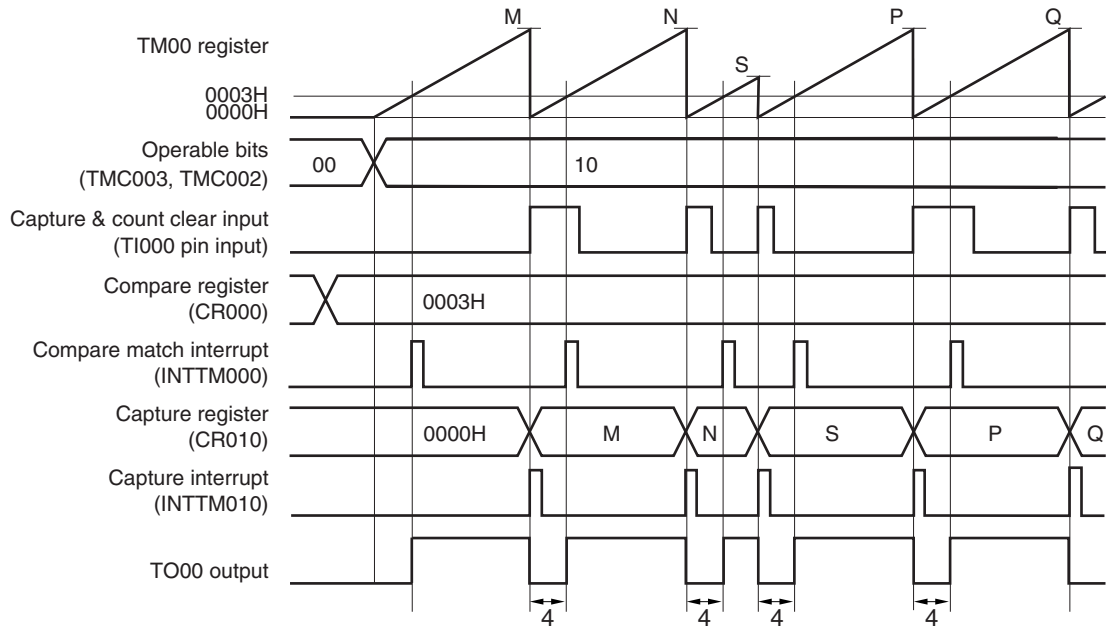 M N P Q
S
TM00 register
0003H
0000H
Operable bits
(TMC003, TMC002)
00 10
Capture & count clear input
(TI000 pin input)
Compare register
(CR000)
0003H
Compare match interrupt
(INTTM000)
Capture register
(CR010)
0000H M N S P Q
Capture interrupt
(INTTM010)
TO00 output
4 4 4 4